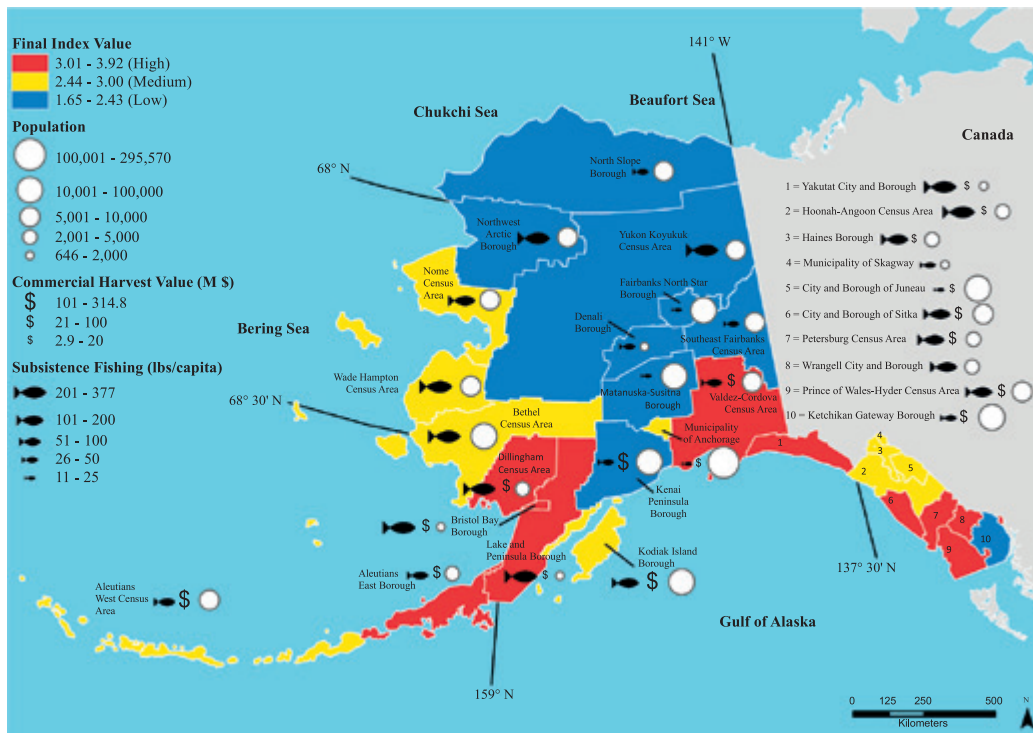 Final Index Value
3.01 - 3.92 (High)
2.44 - 3.00 (Medium)
1.65 - 2.43 (Low)
Population
100,001 - 295,570
10,001 - 100,000
5,001 - 10,000
2,001 - 5,000
646 - 2,000
Commercial Harvest Value (M $)
$ 101 - 314.8
$ 21 - 100
$ 2.9 - 20
Subsistence Fishing (lbs/capita)
201 - 377
101 - 200
51 - 100
26 - 50
11 - 25
141° W
Chukchi Sea
Beaufort Sea
Canada
68° N
Bering Sea
68° 30' N
159° N
137° 30' N
Gulf of Alaska
North Slope
Borough
Northwest
Arctic
Borough
Yukon Koyukuk
Census Area
Nome
Census
Area
Fairbanks North Star
Borough
Denali
Borough
Southeast Fairbanks
Census Area
Wade Hampton
Census Area
Matanuska-Susitna
Borough
$
Valdez-Cordova
Census Area
Bethel
Census Area
Municipality
of Anchorage
$
Dillingham
Census Area
$
$
Kenai
Peninsula
Borough
Bristol Bay
Borough
$
Lake and
Peninsula Borough
$
Kodiak Island
Borough
$
Aleutians
East Borough
$
Aleutians
West Census
Area
$
1 = Yakutat City and Borough $
2 = Hoonah-Angoon Census Area $
3 = Haines Borough $
4 = Municipality of Skagway
5 = City and Borough of Juneau $
6 = City and Borough of Sitka $
7 = Petersburg Census Area $
8 = Wrangell City and Borough
9 = Prince of Wales-Hyder Census Area $
10 = Ketchikan Gateway Borough $
1
4
3
5
2
6
7
8
9
10
0 125 250 500
Kilometers
N